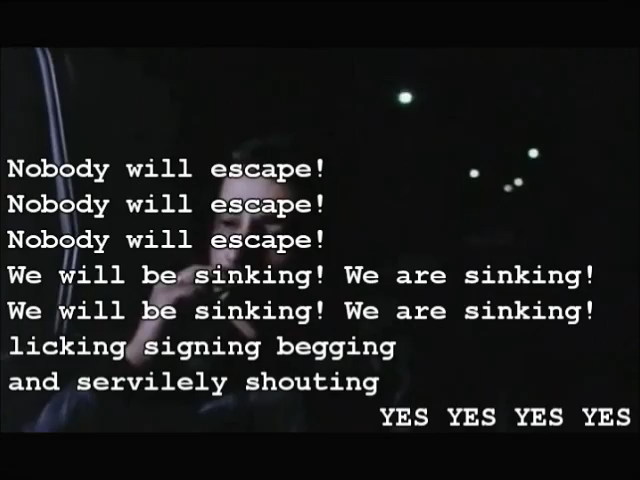 Nobody will escape!
Nobody will escape!
Nobody will escape!
We will be sinking! We are sinking!
We will be sinking! We are sinking!
licking signing begging
and servilely shouting
YES YES YES YES